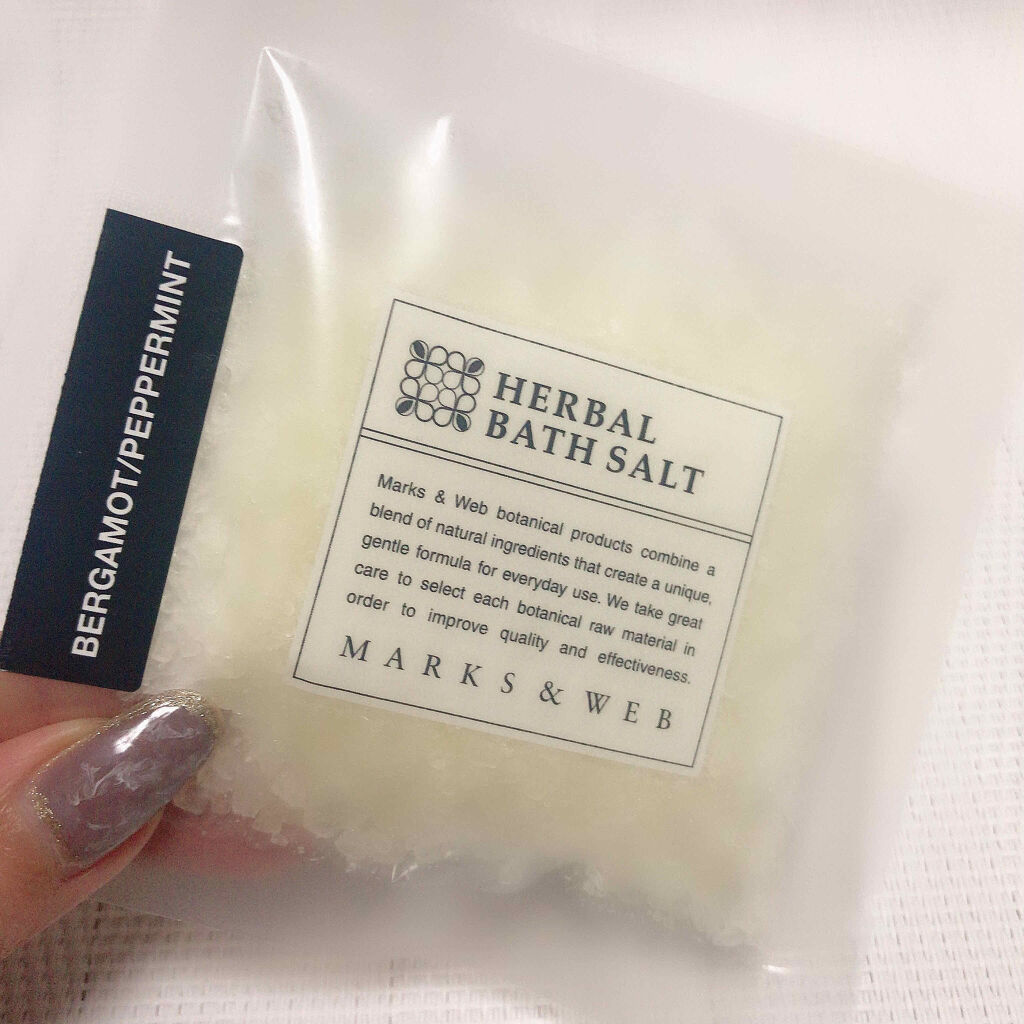 BERGAMOT/PEPPERMINT
HERBAL
BATH SALT
Marks & Web botanical products combine a
blend of natural ingredients that create a unique,
gentle formula for everyday use. We take great
care to select each botanical raw material in
order to improve quality and effectiveness.
MARKS & WEB